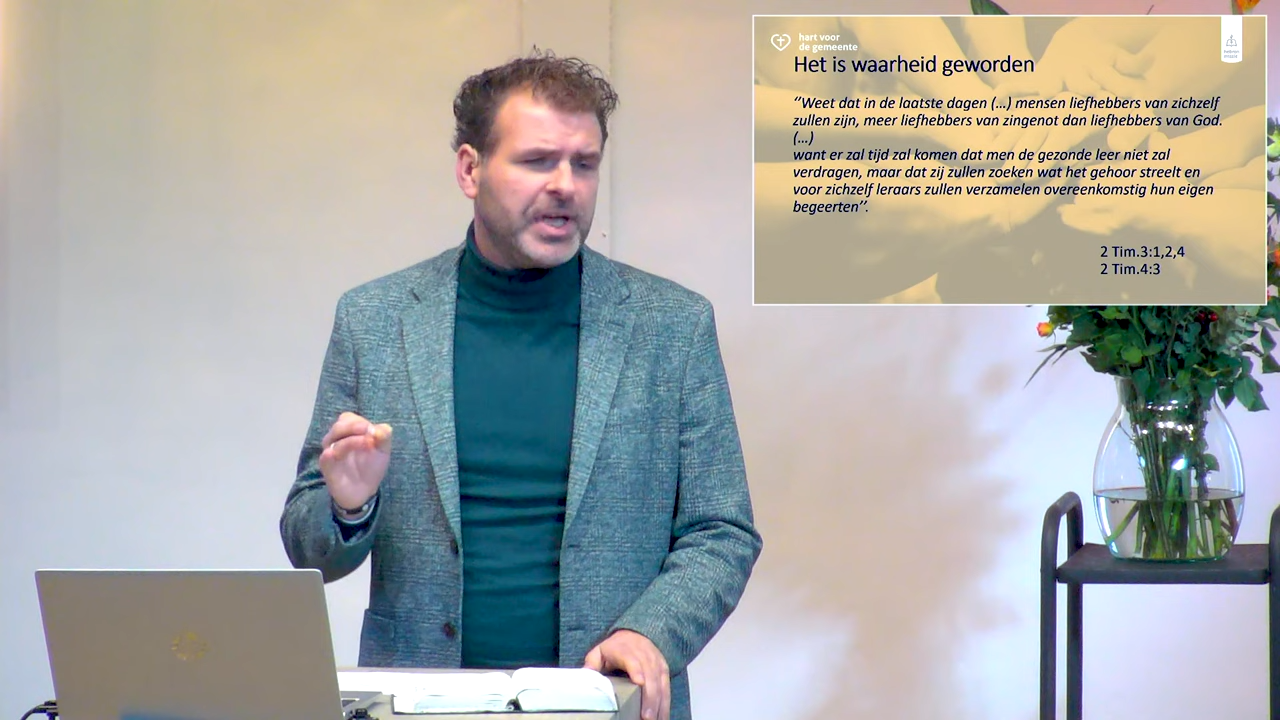 hart voor
de gemeente
Het is waarheid geworden
“Weet dat in de laatste dagen (…) mensen liefhebbers van zichzelf
zullen zijn, meer liefhebbers van zingenot dan liefhebbers van God.
(…)
want er zal tijd zal komen dat men de gezonde leer niet zal
verdragen, maar dat zij zullen zoeken wat het gehoor streelt en
voor zichzelf leraars zullen verzamelen overeenkomstig hun eigen
begeerten”.
2 Tim.3:1,2,4
2 Tim.4:3